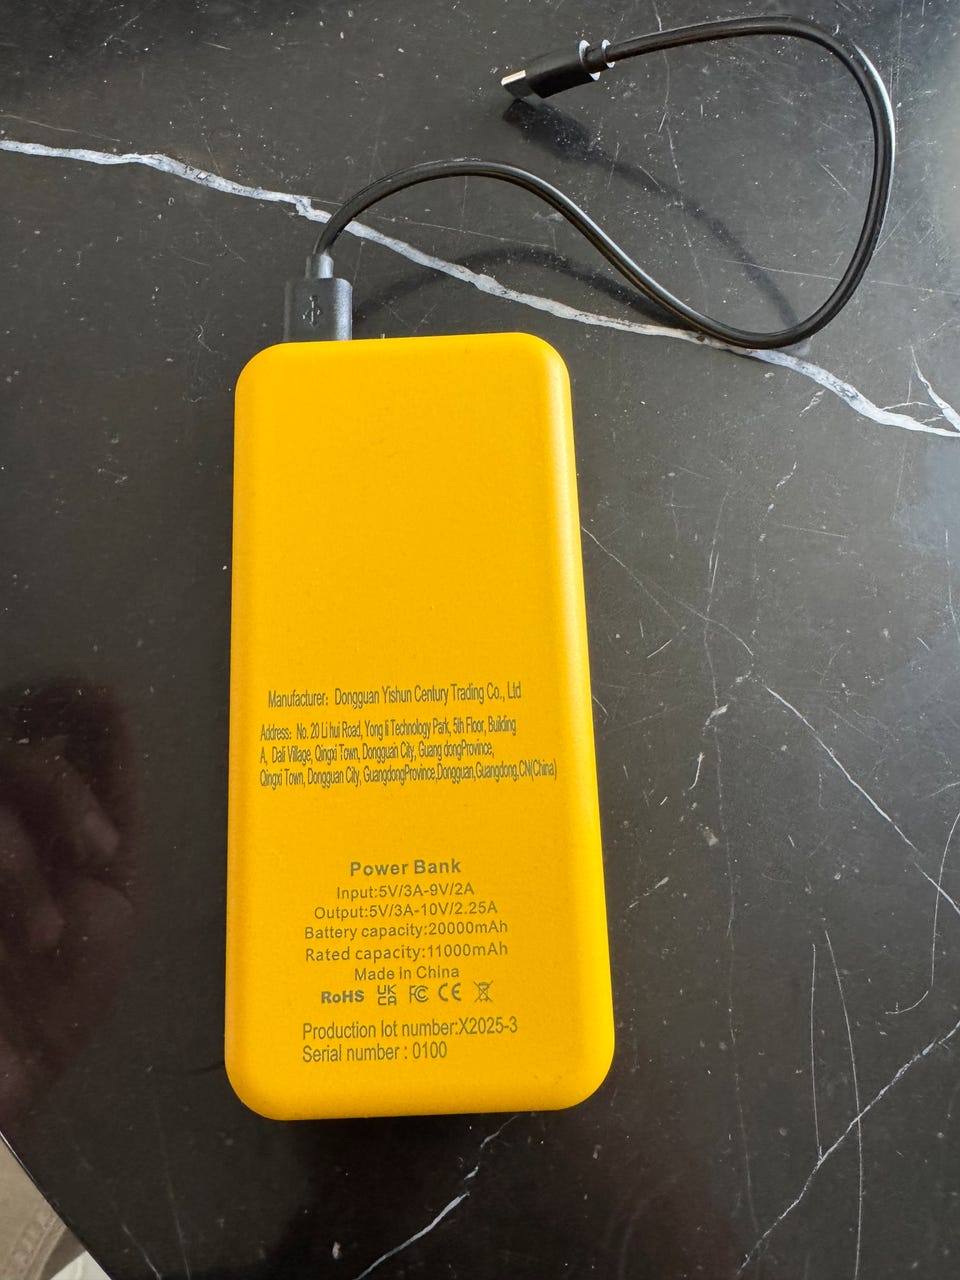 Manufacturer: Dongguan Yishun Century Trading Co., Ltd
Address: No. 20 Li hui Road, Yong li Technology Park, 5th Floor, Building
A, Dali Village, Qingxi Town, Dongguan City, Guang dongProvince,
Qingxi Town, Dongguan City, GuangdongProvince,Dongguan,Guangdong,CN(China)
Power Bank
Input:5V/3A-9V/2A
Output:5V/3A-10V/2.25A
Battery capacity:20000mAh
Rated capacity:11000mAh
Made in China
RoHS UK CA FC CE
Production lot number:X2025-3
Serial number : 0100